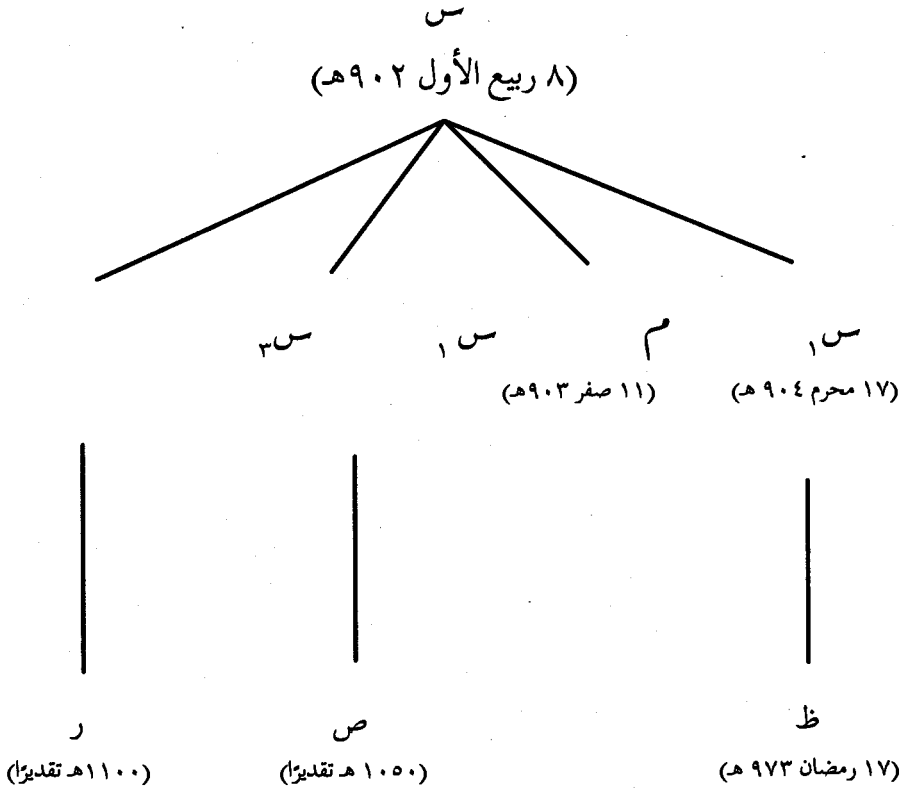 س
(٨ ربيع الأول ٩٠٢هـ)
س١ م س١ س٣
(١٧ محرم ٩٠٤ هـ) (١١ صفر ٩٠٣هـ)
ظ ص ر
(١٧ رمضان ٩٧٣ هـ) (١٠٥٠ هـ تقديرًا) (١١٠٠هـ تقديرًا)